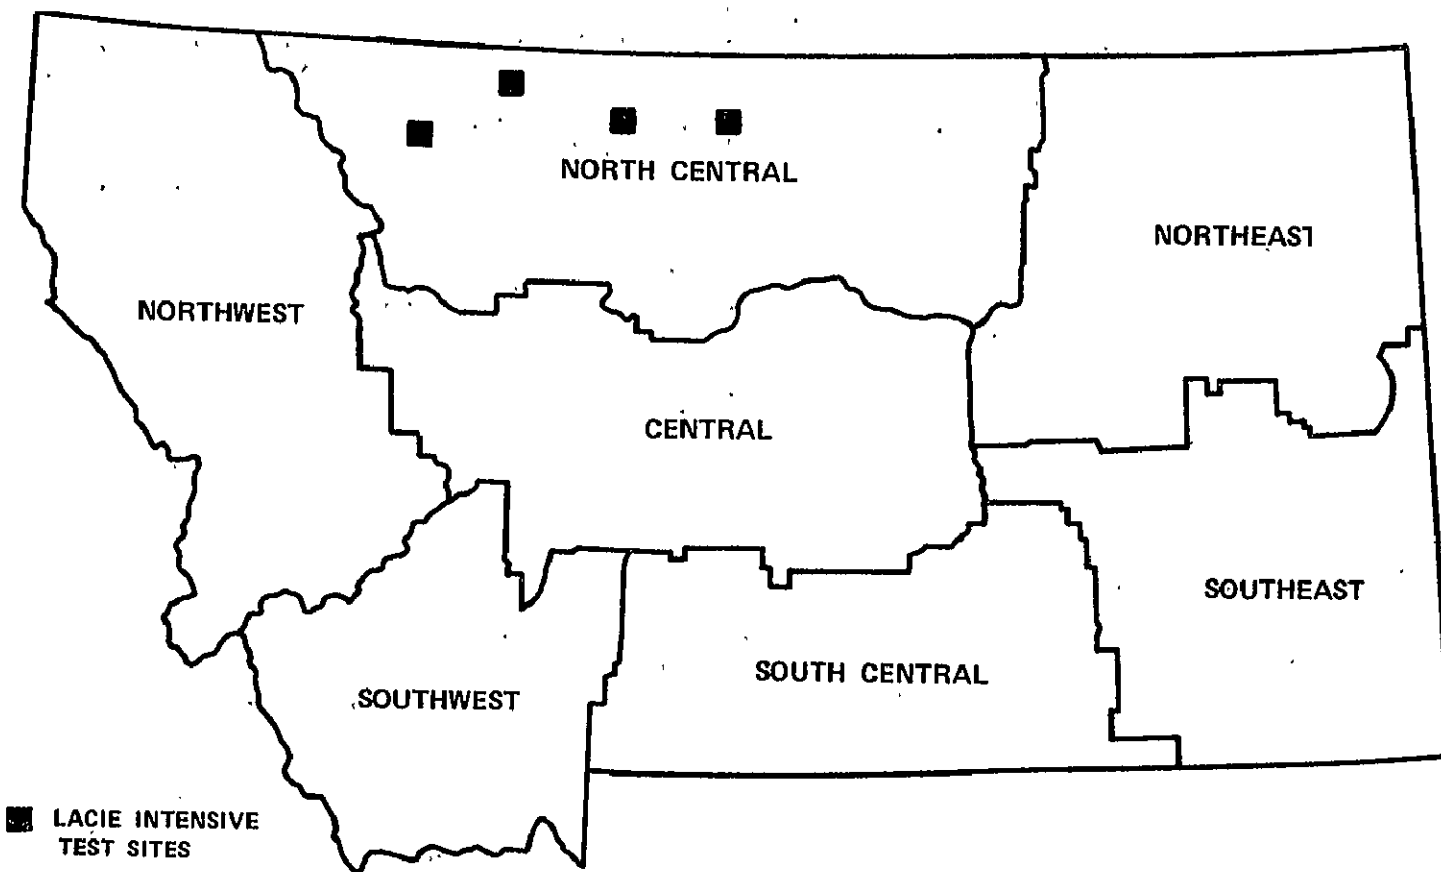 NORTH CENTRAL
NORTHEAST
NORTHWEST
CENTRAL
SOUTHEAST
SOUTH CENTRAL
SOUTHWEST
LACIE INTENSIVE
TEST SITES